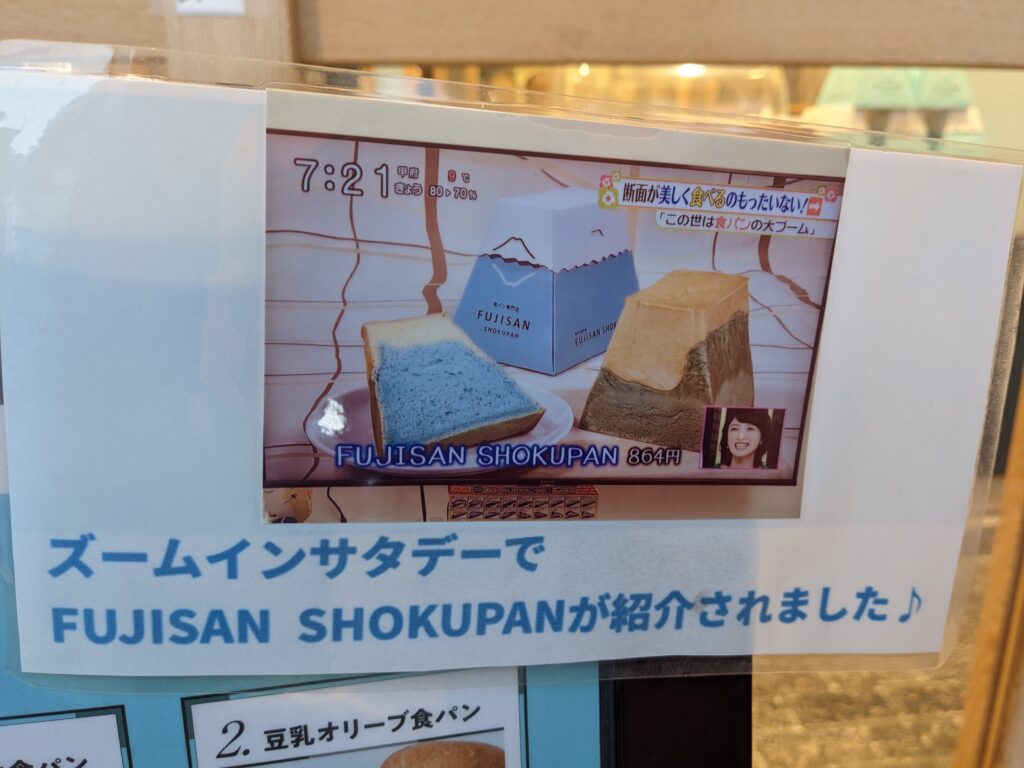 7:21
甲府 9℃
きょう 80▶70%
断面が美しく食べるのもったいない!
「この世は食パンの大ブーム」
食パン専門店
FUJISAN
SHOKUPAN
FUJISAN SHO
FUJISAN SHOKUPAN 864円
ズームインサタデーで
FUJISAN SHOKUPANが紹介されました♪
2. 豆乳オリーブ食パン
食パン